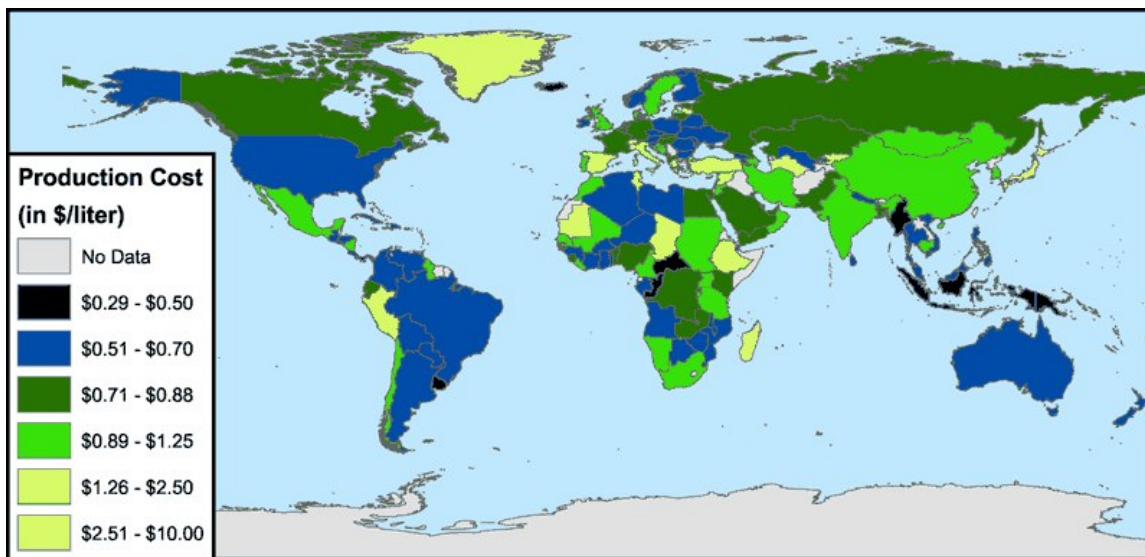 Production Cost
(in $/liter)
No Data
$0.29 - $0.50
$0.51 - $0.70
$0.71 - $0.88
$0.89 - $1.25
$1.26 - $2.50
$2.51 - $10.00